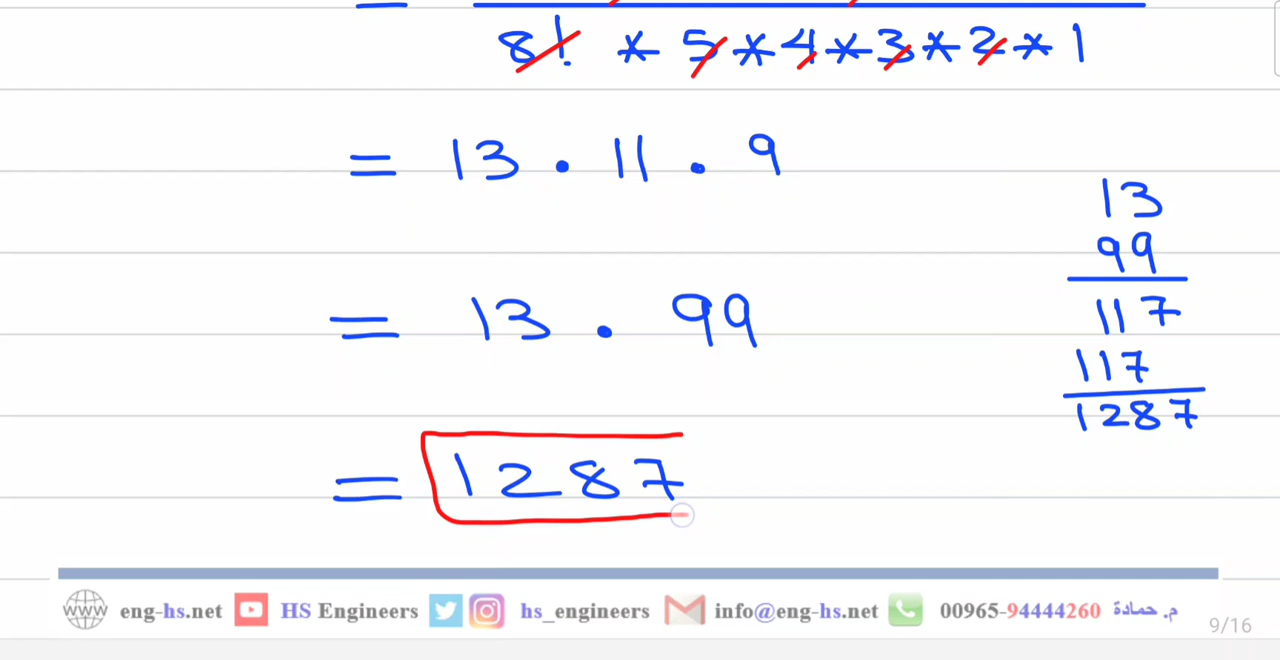 =
8! * 5 * 4 * 3 * 2 * 1
= 13 . 11 . 9
= 13 . 99
= 1287
13
99
117
117
1287
www eng-hs.net HS Engineers hs_engineers info@eng-hs.net 00965-94444260 م. حمادة
9/16